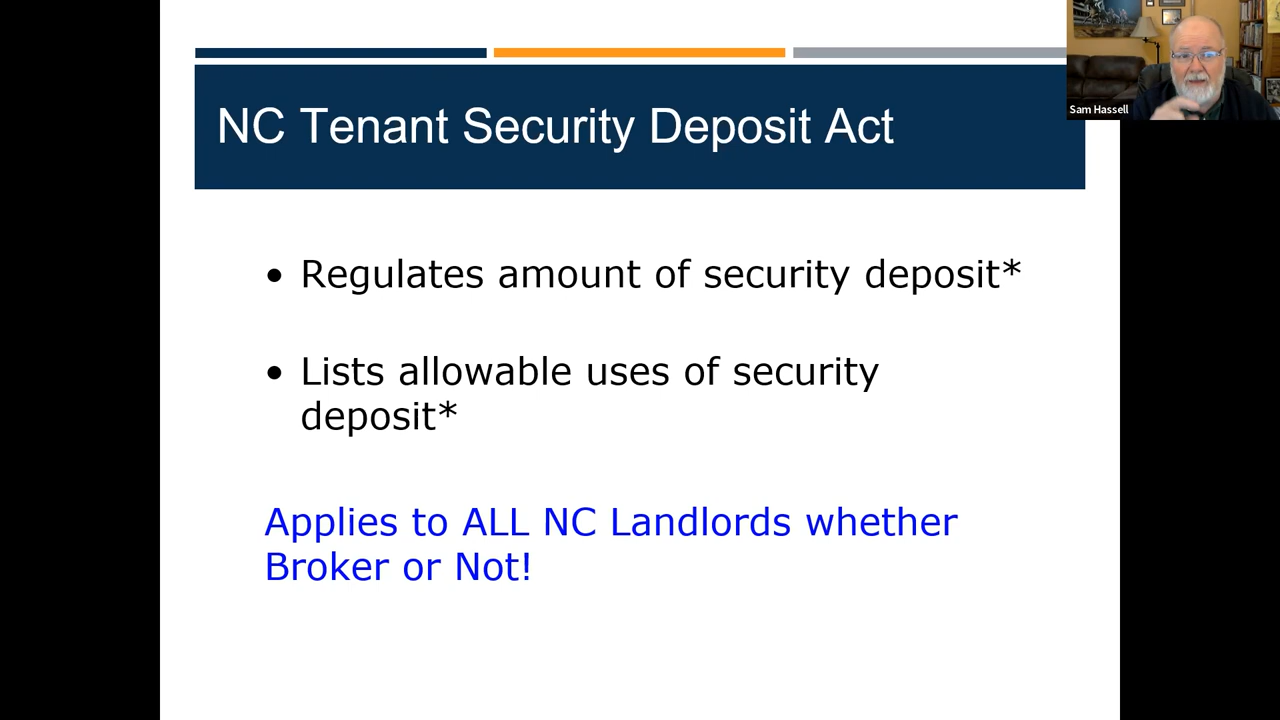 NC Tenant Security Deposit Act
Sam Hassell
• Regulates amount of security deposit*
• Lists allowable uses of security
deposit*
Applies to ALL NC Landlords whether
Broker or Not!